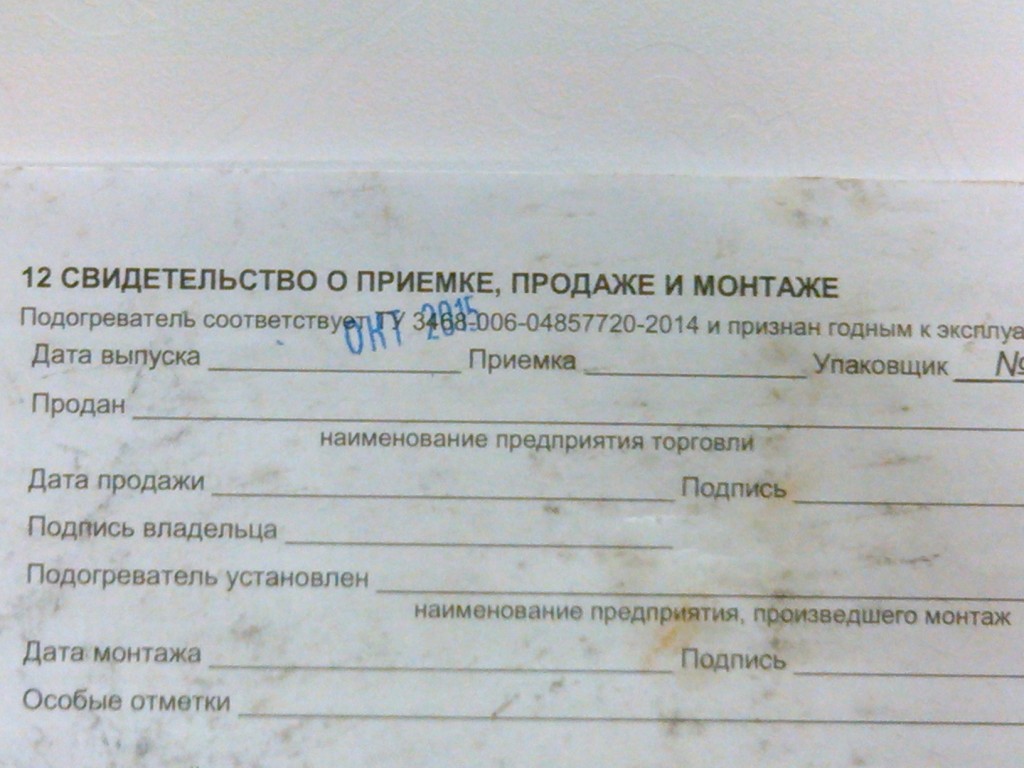 12 СВИДЕТЕЛЬСТВО О ПРИЕМКЕ, ПРОДАЖЕ И МОНТАЖЕ
Подогреватель соответствует ТУ 3468-006-04857720-2014 и признан годным к эксплуа
ОКТ 2015
Дата выпуска Приемка Упаковщик №
Продан
наименование предприятия торговли
Дата продажи Подпись
Подпись владельца
Подогреватель установлен
наименование предприятия, произведшего монтаж
Дата монтажа Подпись
Особые отметки